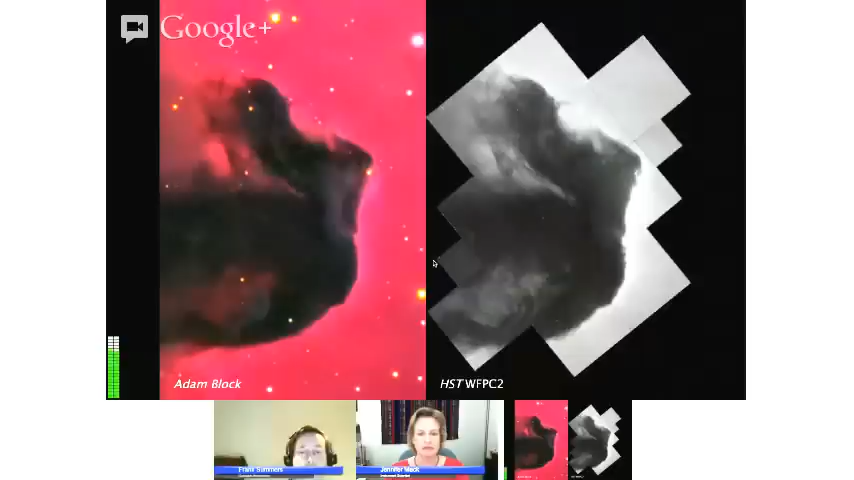 Google+
Adam Block
HST WFPC2
Frank Summers
Jennifer Mack